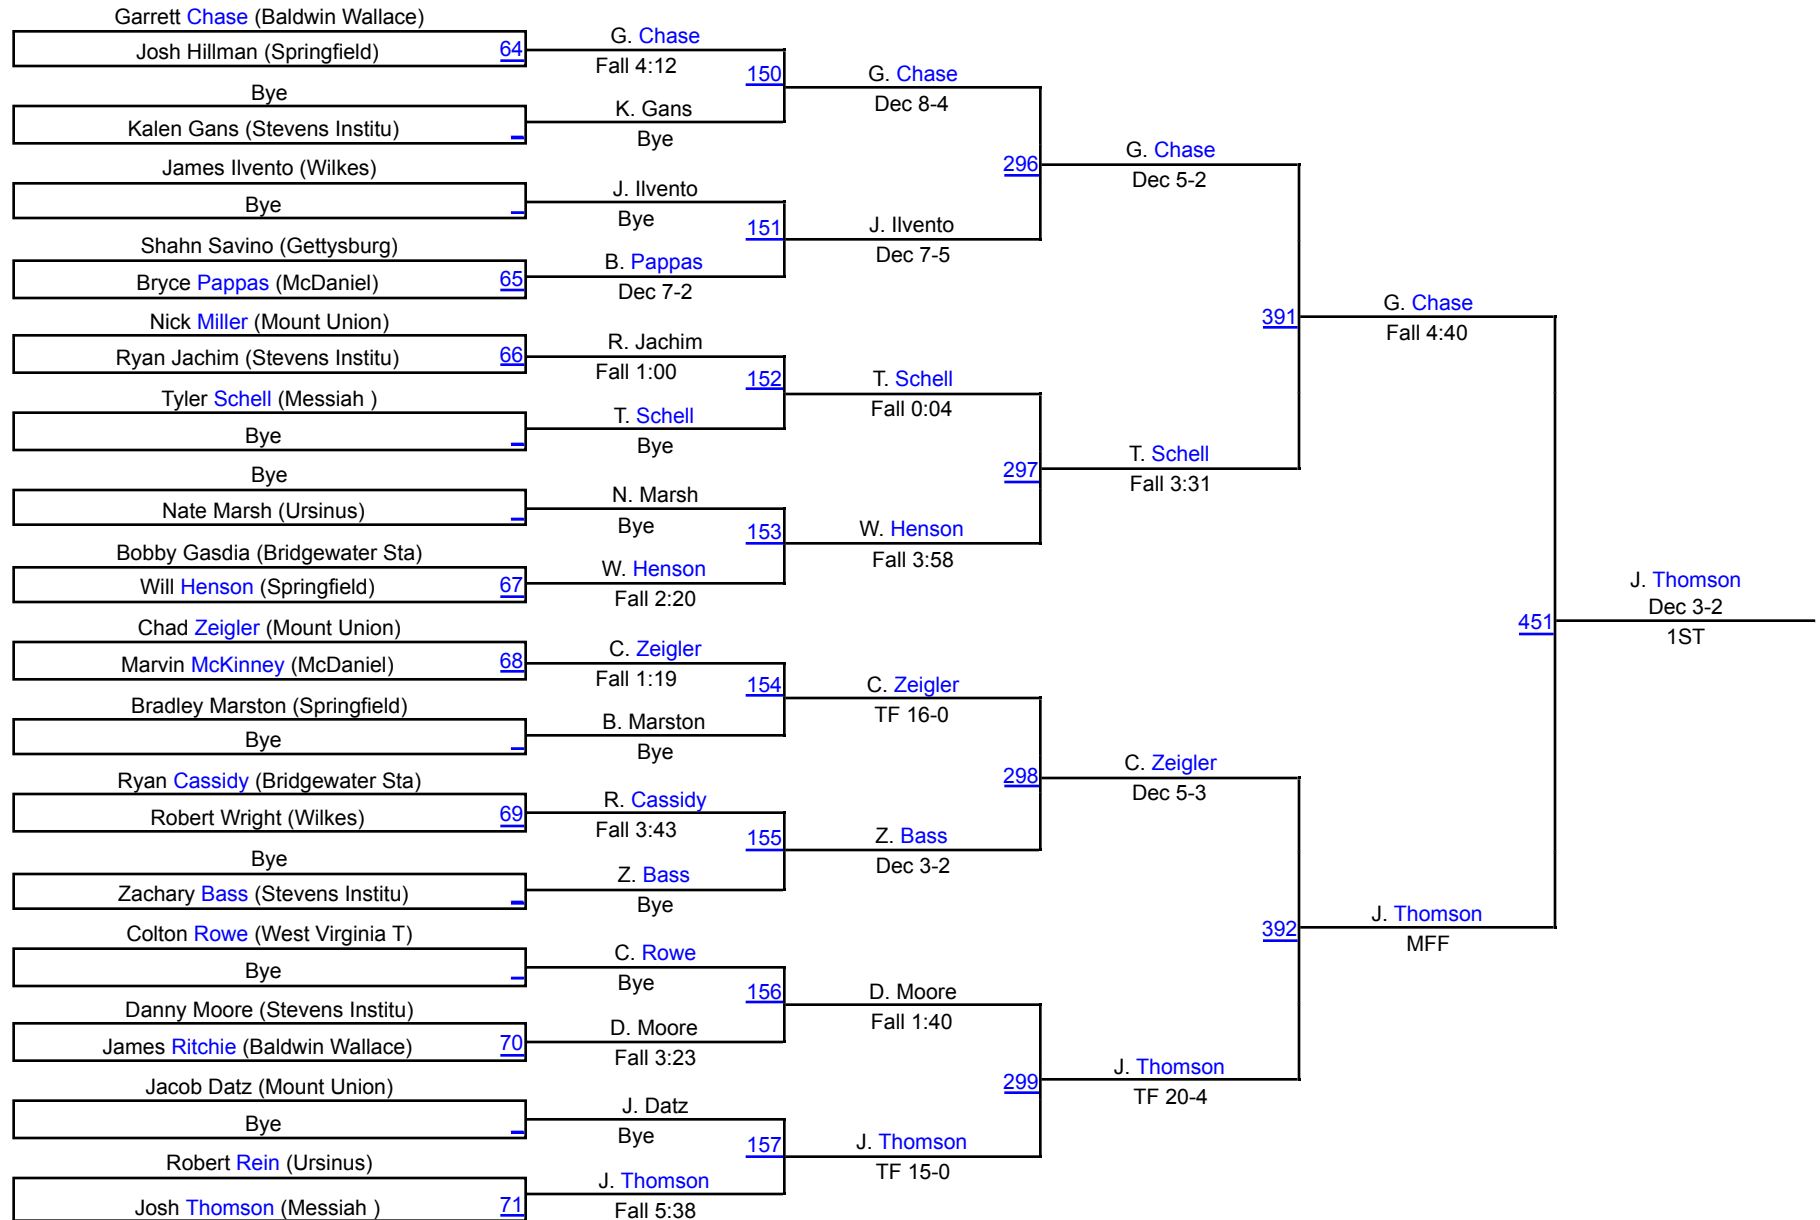 Garrett Chase (Baldwin Wallace)
Josh Hillman (Springfield) 64
Bye
Kalen Gans (Stevens Institu)
James Ilvento (Wilkes)
Bye
Shahn Savino (Gettysburg)
Bryce Pappas (McDaniel) 65
Nick Miller (Mount Union)
Ryan Jachim (Stevens Institu) 66
Tyler Schell (Messiah )
Bye
Bye
Nate Marsh (Ursinus)
Bobby Gasdia (Bridgewater Sta)
Will Henson (Springfield) 67
Chad Zeigler (Mount Union)
Marvin McKinney (McDaniel) 68
Bradley Marston (Springfield)
Bye
Ryan Cassidy (Bridgewater Sta)
Robert Wright (Wilkes) 69
Bye
Zachary Bass (Stevens Institu)
Colton Rowe (West Virginia T)
Bye
Danny Moore (Stevens Institu)
James Ritchie (Baldwin Wallace) 70
Jacob Datz (Mount Union)
Bye
Robert Rein (Ursinus)
Josh Thomson (Messiah ) 71
G. Chase
Fall 4:12
150
K. Gans
Bye
J. Ilvento
Bye
151
B. Pappas
Dec 7-2
R. Jachim
Fall 1:00
152
T. Schell
Bye
N. Marsh
Bye
153
W. Henson
Fall 2:20
C. Zeigler
Fall 1:19
154
B. Marston
Bye
R. Cassidy
Fall 3:43
155
Z. Bass
Bye
C. Rowe
Bye
156
D. Moore
Fall 3:23
J. Datz
Bye
157
J. Thomson
Fall 5:38
G. Chase
Dec 8-4
296
J. Ilvento
Dec 7-5
T. Schell
Fall 0:04
297
W. Henson
Fall 3:58
C. Zeigler
TF 16-0
298
Z. Bass
Dec 3-2
D. Moore
Fall 1:40
299
J. Thomson
TF 15-0
G. Chase
Dec 5-2
391
T. Schell
Fall 3:31
C. Zeigler
Dec 5-3
392
J. Thomson
TF 20-4
G. Chase
Fall 4:40
451
J. Thomson
MFF
J. Thomson
Dec 3-2
1ST